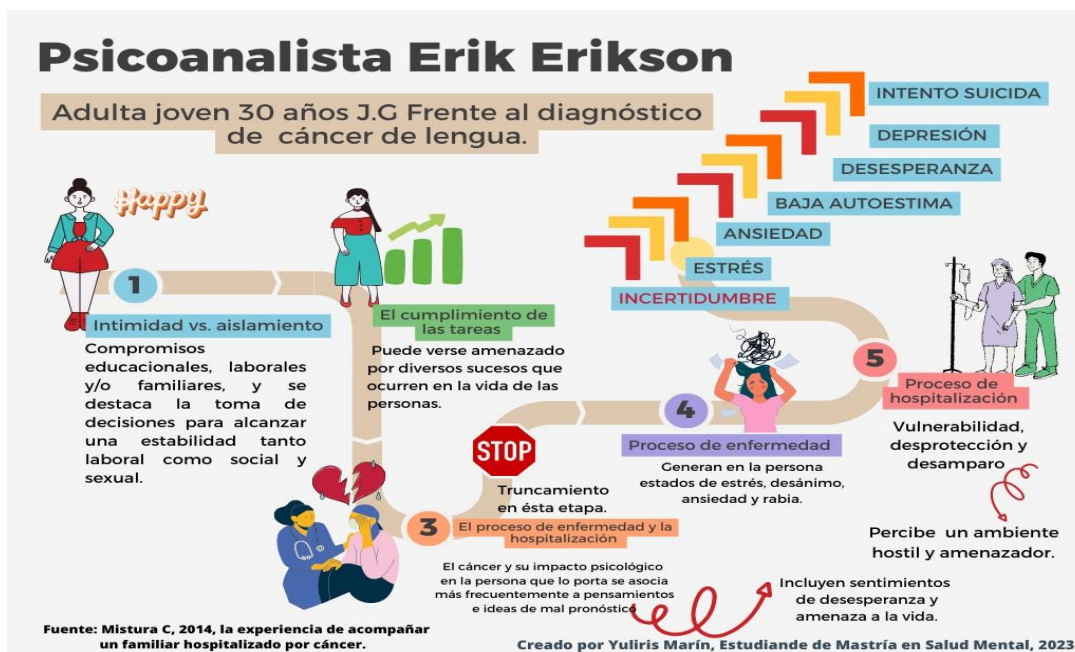 Psicoanalista Erik Erikson
Adulta joven 30 años J.G Frente al diagnóstico
de cáncer de lengua.
Happy
1
Intimidad vs. aislamiento
Compromisos
educacionales, laborales
y/o familiares, y se
destaca la toma de
decisiones para alcanzar
una estabilidad tanto
laboral como social y
sexual.
El cumplimiento de
las tareas
Puede verse amenazado
por diversos sucesos que
ocurren en la vida de las
personas.
STOP
Truncamiento
en ésta etapa.
3
El proceso de enfermedad y la
hospitalización
El cáncer y su impacto psicológico
en la persona que lo porta se asocia
más frecuentemente a pensamientos
e ideas de mal pronóstico
Incluyen sentimientos
de desesperanza y
amenaza a la vida.
4
Proceso de enfermedad
Generan en la persona
estados de estrés, desánimo,
ansiedad y rabia.
5
Proceso de
hospitalización
Vulnerabilidad,
desprotección y
desamparo
Percibe un ambiente
hostil y amenazador.
INTENTO SUICIDA
DEPRESIÓN
DESESPERANZA
BAJA AUTOESTIMA
ANSIEDAD
ESTRÉS
INCERTIDUMBRE
Fuente: Mistura C, 2014, la experiencia de acompañar
un familiar hospitalizado por cáncer.
Creado por Yuliris Marín, Estudiande de Mastría en Salud Mental, 2023